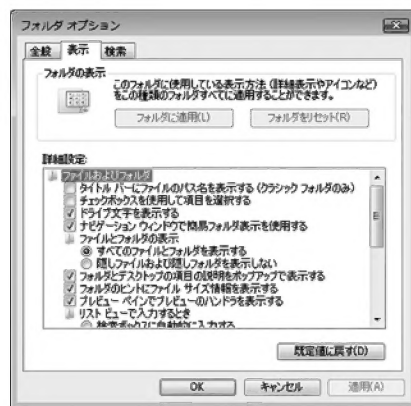 フォルダ オプション
全般 表示 検索
フォルダの表示
このフォルダに使用している表示方法 (詳細表示やアイコンなど)
をこの種類のフォルダすべてに適用することができます。
フォルダに適用(L) フォルダをリセット(R)
詳細設定:
ファイルおよびフォルダ
タイトル バーにファイルのパス名を表示する (クラシック フォルダのみ)
チェックボックスを使用して項目を選択する
ドライブ文字を表示する
ナビゲーション ウィンドウで簡易フォルダ表示を使用する
ファイルとフォルダの表示
すべてのファイルとフォルダを表示する
隠しファイルおよび隠しフォルダを表示しない
フォルダとデスクトップの項目の説明をポップアップで表示する
フォルダのヒントにファイル サイズ情報を表示する
プレビュー ペインでプレビューのハンドラを表示する
リスト ビューで入力するとき
検索ボックスに自動的に入力する
既定値に戻す(D)
OK キャンセル 適用(A)